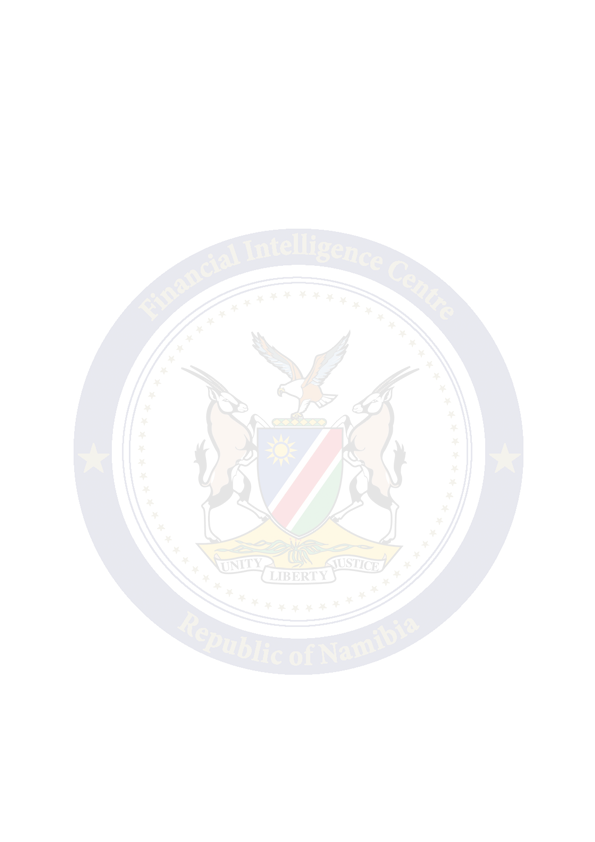 Financial Intelligence Centre
UNITY
LIBERTY
JUSTICE
Republic of Namibia